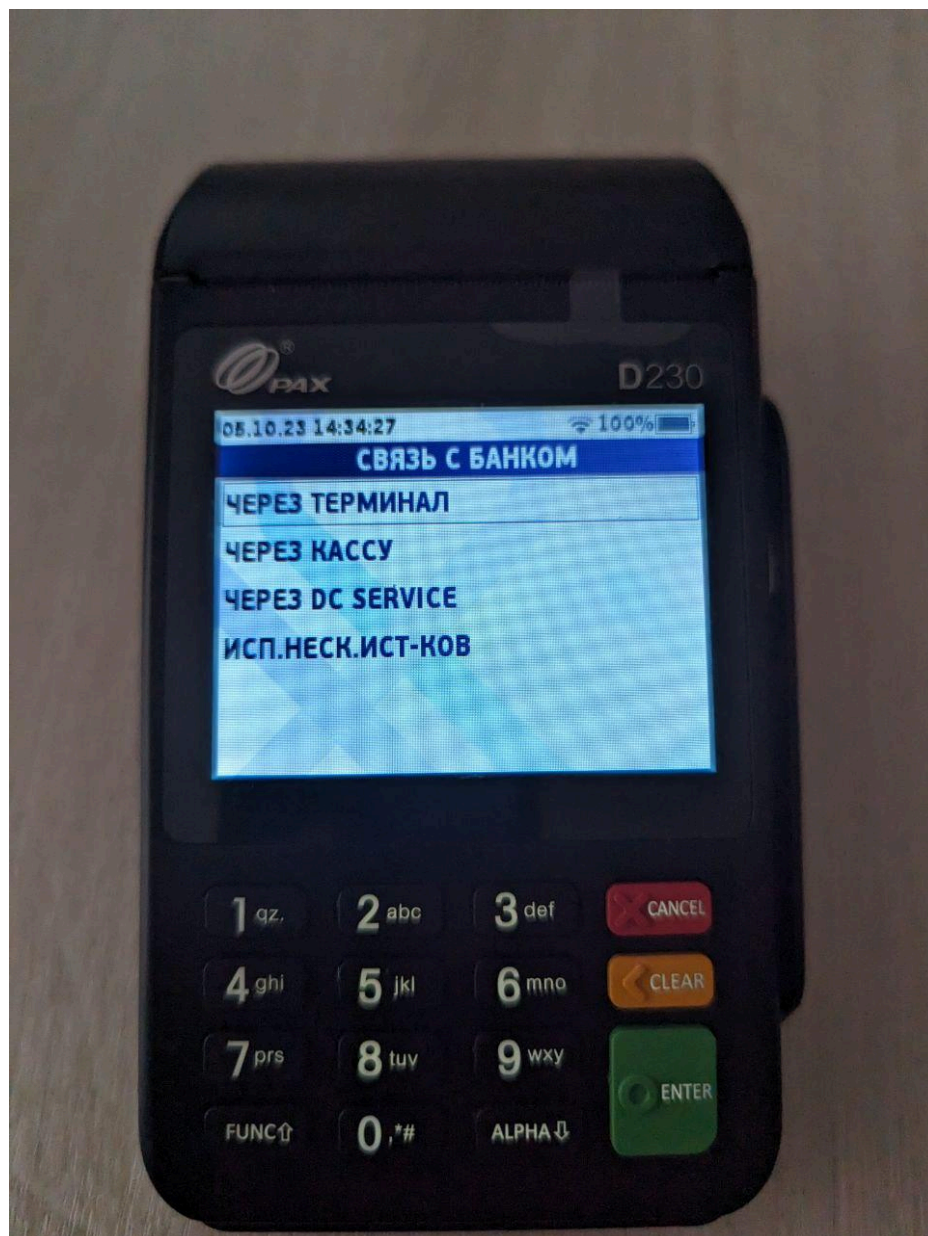 PAX® D230
05.10.23 14:34:27 100%
СВЯЗЬ С БАНКОМ
ЧЕРЕЗ ТЕРМИНАЛ
ЧЕРЕЗ КАССУ
ЧЕРЕЗ DC SERVICE
ИСП.НЕСК.ИСТ-КОВ
1 qz. 2 abc 3 def CANCEL
4 ghi 5 jkl 6 mno CLEAR
7 prs 8 tuv 9 wxy ENTER
FUNC⇧ 0 ,*# ALPHA⇩